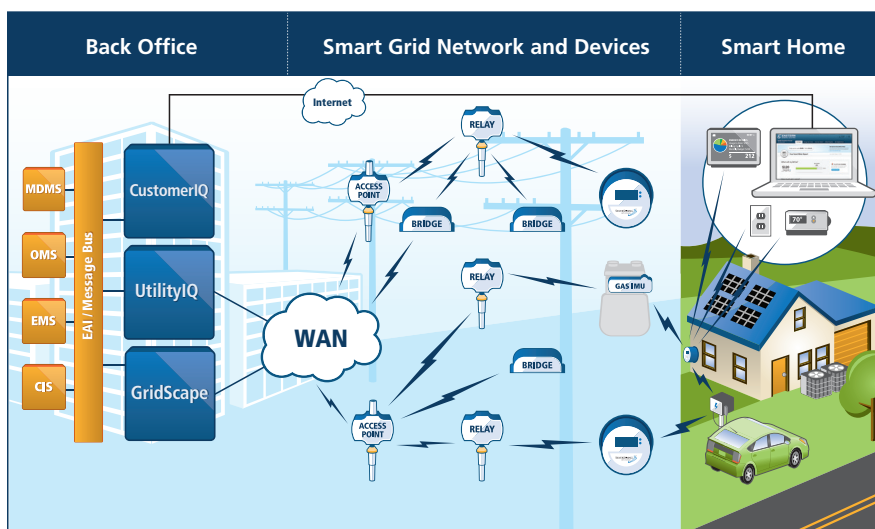 Back Office
Smart Grid Network and Devices
Smart Home
Internet
MDMS
OMS
EMS
CIS
EAI / Message Bus
CustomerIQ
UtilityIQ
GridScape
WAN
RELAY
ACCESS
POINT
BRIDGE
BRIDGE
RELAY
GAS IMU
BRIDGE
ACCESS
POINT
RELAY
$ 212
70°